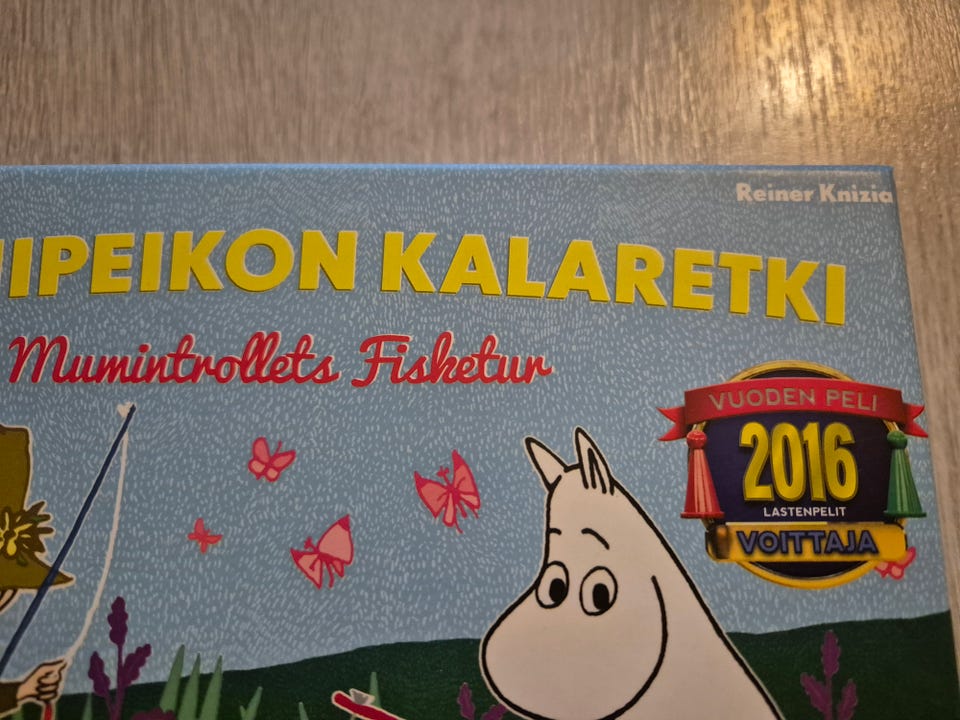 Reiner Knizia
IPEIKON KALARETKI
Mumintrollets Fisketur
VUODEN PELI
2016
LASTENPELIT
VOITTAJA